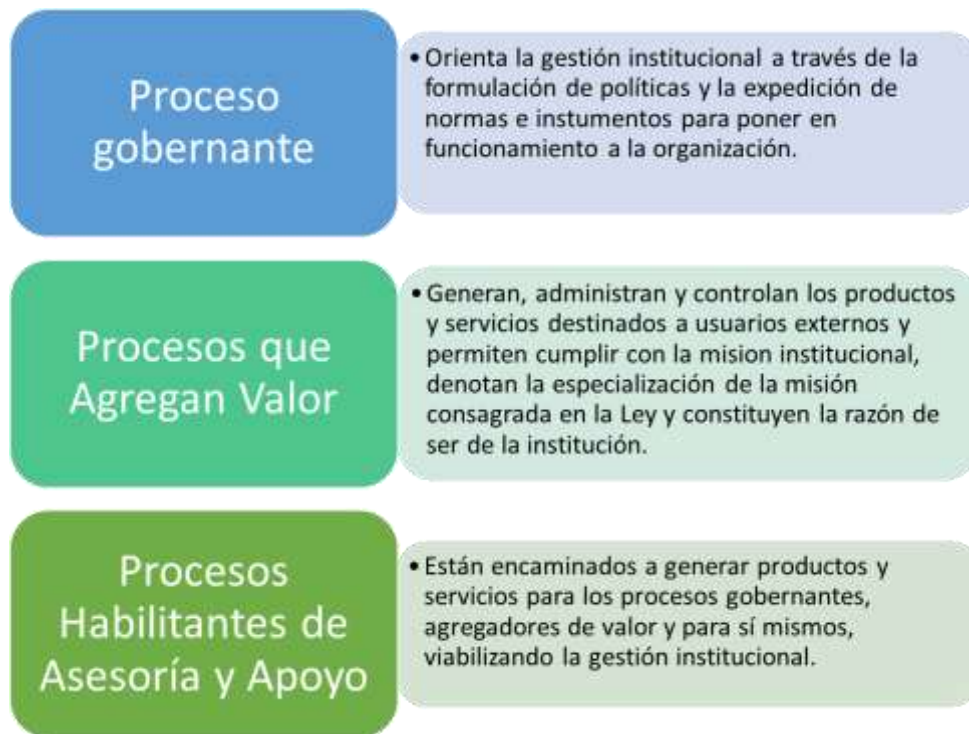 Proceso
gobernante
• Orienta la gestión institucional a través de la
formulación de políticas y la expedición de
normas e instumentos para poner en
funcionamiento a la organización.
Procesos que
Agregan Valor
• Generan, administran y controlan los productos
y servicios destinados a usuarios externos y
permiten cumplir con la mision institucional,
denotan la especialización de la misión
consagrada en la Ley y constituyen la razón de
ser de la institución.
Procesos
Habilitantes de
Asesoría y Apoyo
• Están encaminados a generar productos y
servicios para los procesos gobernantes,
agregadores de valor y para sí mismos,
viabilizando la gestión institucional.